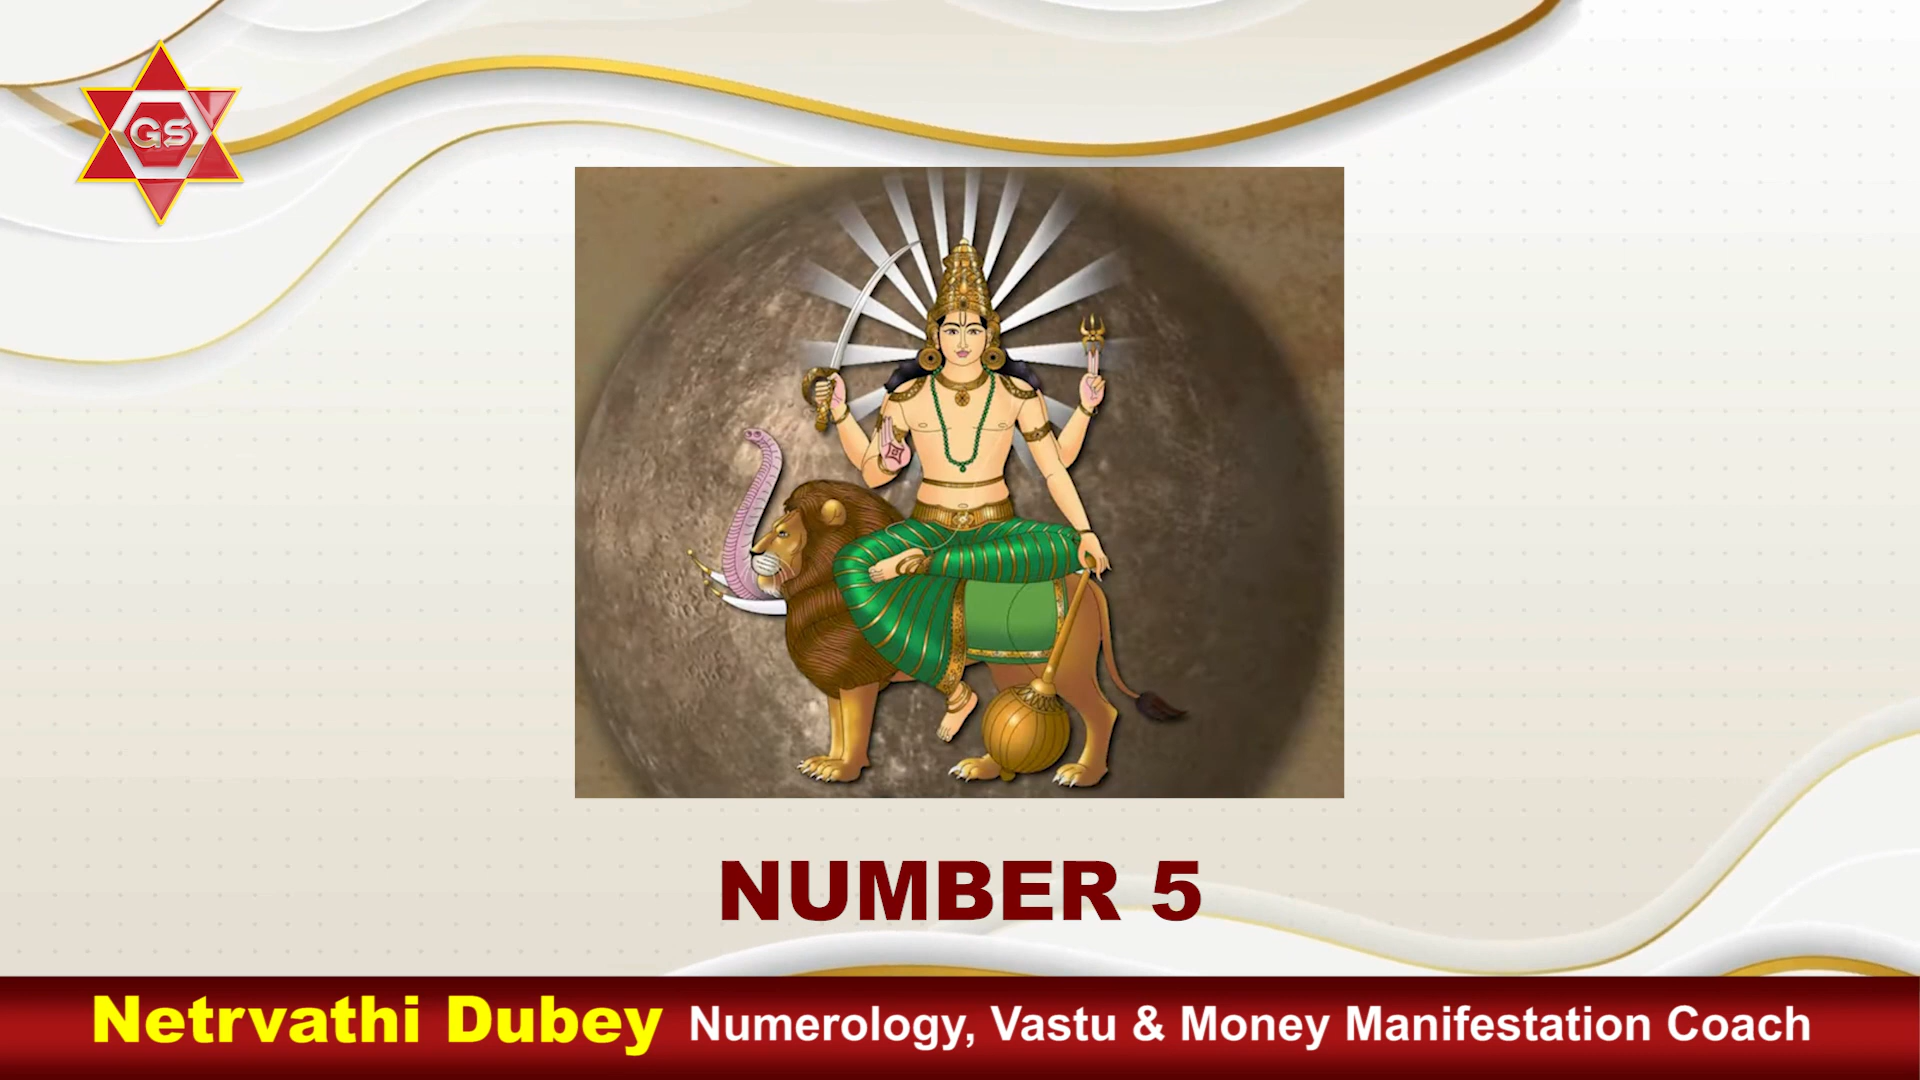 GS
NUMBER 5
Netrvathi Dubey Numerology, Vastu & Money Manifestation Coach